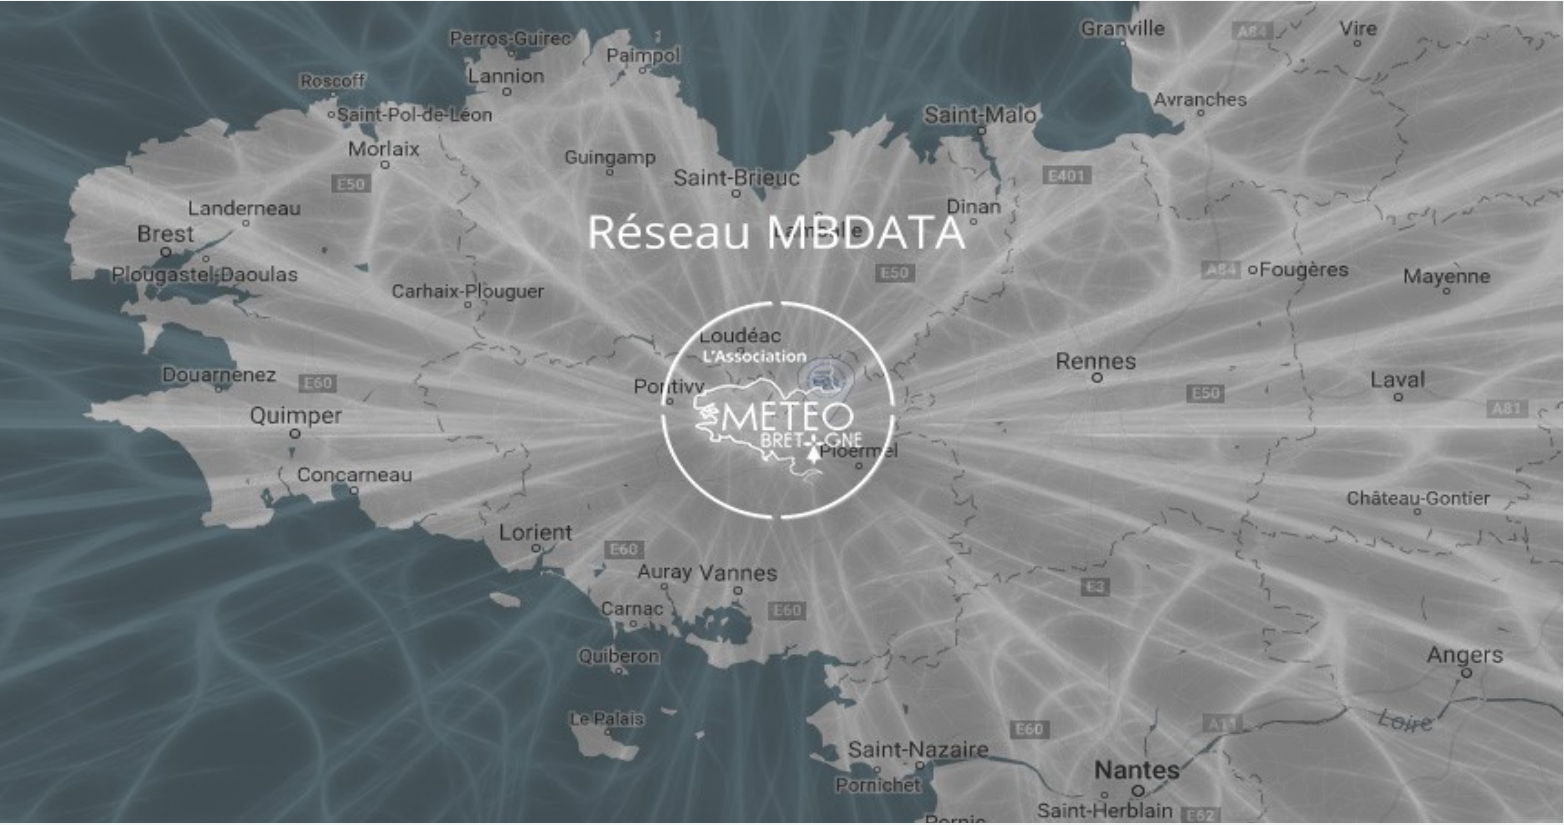 Granville
A84
Vire
Perros-Guirec
Paimpol
Lannion
Roscoff
Saint-Pol-de-Léon
Avranches
Saint-Malo
Morlaix
Guingamp
Saint-Brieuc
E50
E401
Landerneau
Dinan
Brest
Réseau MBDATA
Lamballe
Plougastel-Daoulas
E50
A84
Fougères
Mayenne
Carhaix-Plouguer
Loudéac
L'Association
Rennes
Douarnenez
E60
Pontivy
Laval
E50
A81
Quimper
METEO
BRETAGNE
Ploërmel
Concarneau
Château-Gontier
Lorient
E60
Auray
Vannes
E3
Carnac
E60
Quiberon
Angers
Le Palais
E60
A11
Loire
Saint-Nazaire
Nantes
Pornichet
Saint-Herblain
E62
Pornic